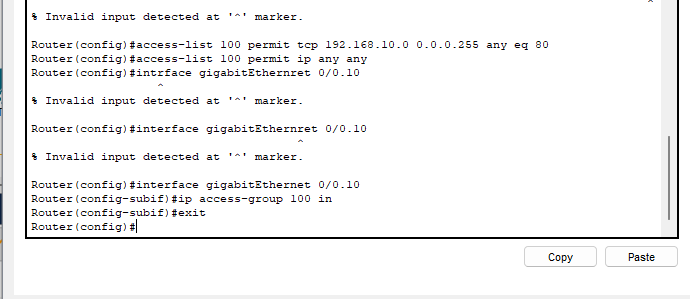 ^
% Invalid input detected at '^' marker.
Router(config)#access-list 100 permit tcp 192.168.10.0 0.0.0.255 any eq 80
Router(config)#access-list 100 permit ip any any
Router(config)#intrface gigabitEthernret 0/0.10
^
% Invalid input detected at '^' marker.
Router(config)#interface gigabitEthernret 0/0.10
^
% Invalid input detected at '^' marker.
Router(config)#interface gigabitEthernet 0/0.10
Router(config-subif)#ip access-group 100 in
Router(config-subif)#exit
Router(config)#
Copy Paste